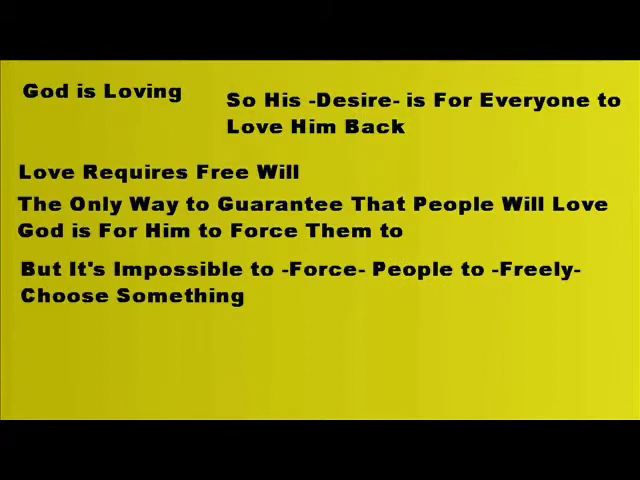 God is Loving
So His -Desire- is For Everyone to
Love Him Back
Love Requires Free Will
The Only Way to Guarantee That People Will Love
God is For Him to Force Them to
But It's Impossible to -Force- People to -Freely-
Choose Something